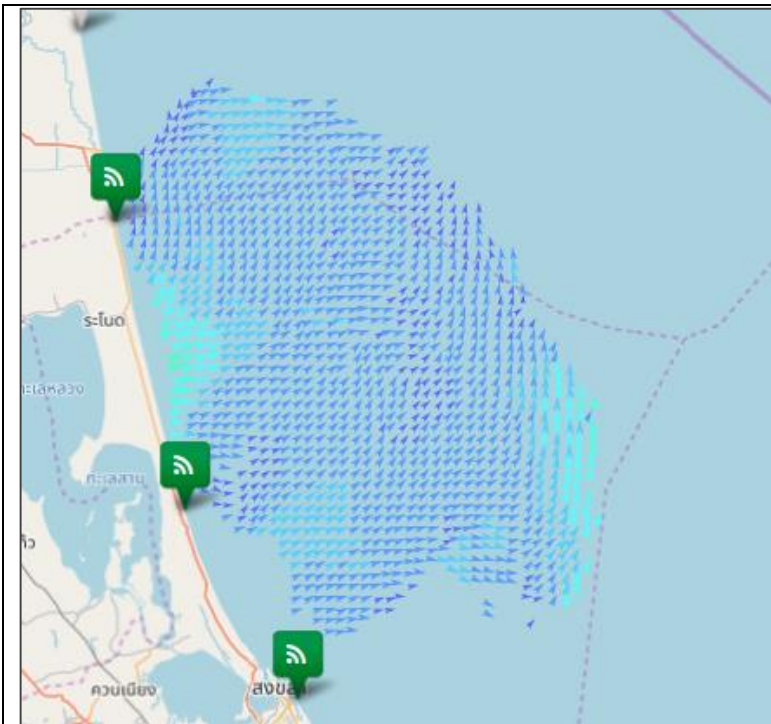 ระโนด
ทะเลหลวง
ทะเลสาบ
ควนเนียง
สงขลา